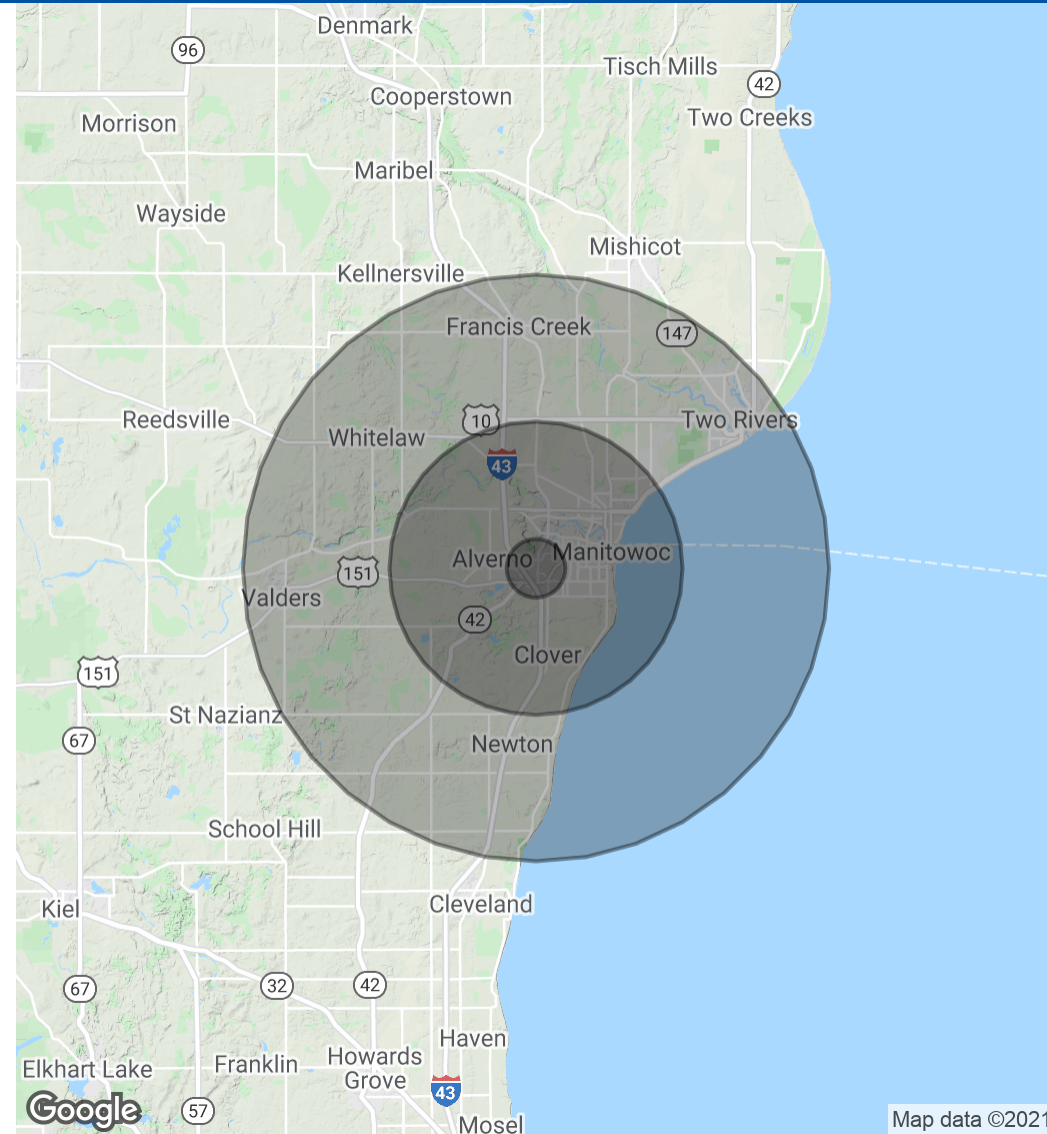 Denmark
96
Tisch Mills
42
Cooperstown
Two Creeks
Morrison
Maribel
Wayside
Mishicot
Kellnersville
Francis Creek
147
Reedsville
10
Two Rivers
Whitelaw
43
Alverno
Manitowoc
151
Valders
42
Clover
151
St Nazianz
67
Newton
School Hill
Cleveland
Kiel
67
32
42
Haven
Elkhart Lake
Franklin
Howards
Grove
43
57
Google
Mosel
Map data ©2021